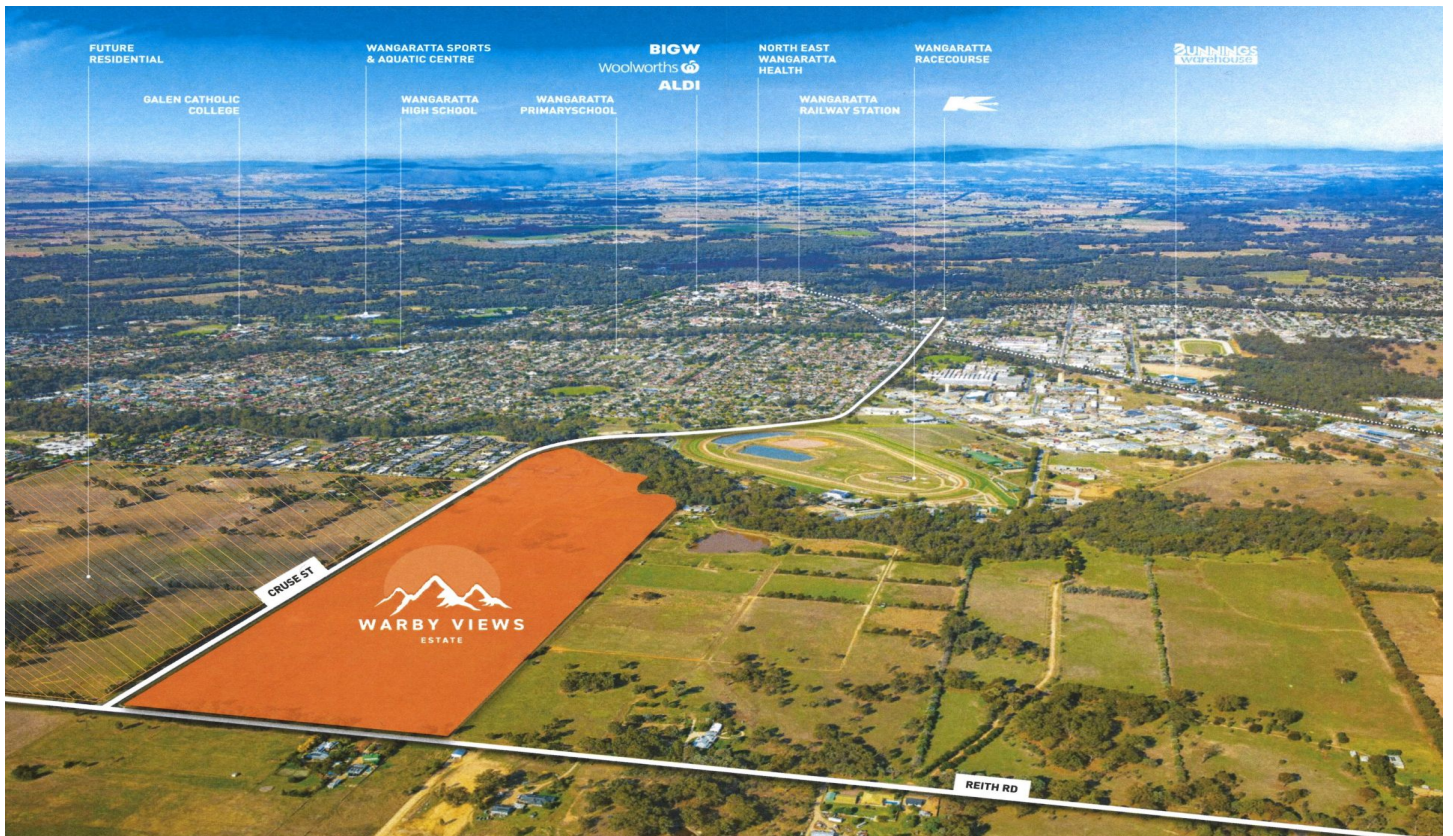 FUTURE
RESIDENTIAL
GALEN CATHOLIC
COLLEGE
WANGARATTA SPORTS
& AQUATIC CENTRE
WANGARATTA
HIGH SCHOOL
WANGARATTA
PRIMARYSCHOOL
BIGW
woolworths
ALDI
NORTH EAST
WANGARATTA
HEALTH
WANGARATTA
RAILWAY STATION
WANGARATTA
RACECOURSE
K
BUNNINGS
warehouse
CRUSE ST
WARBY VIEWS
ESTATE
REITH RD